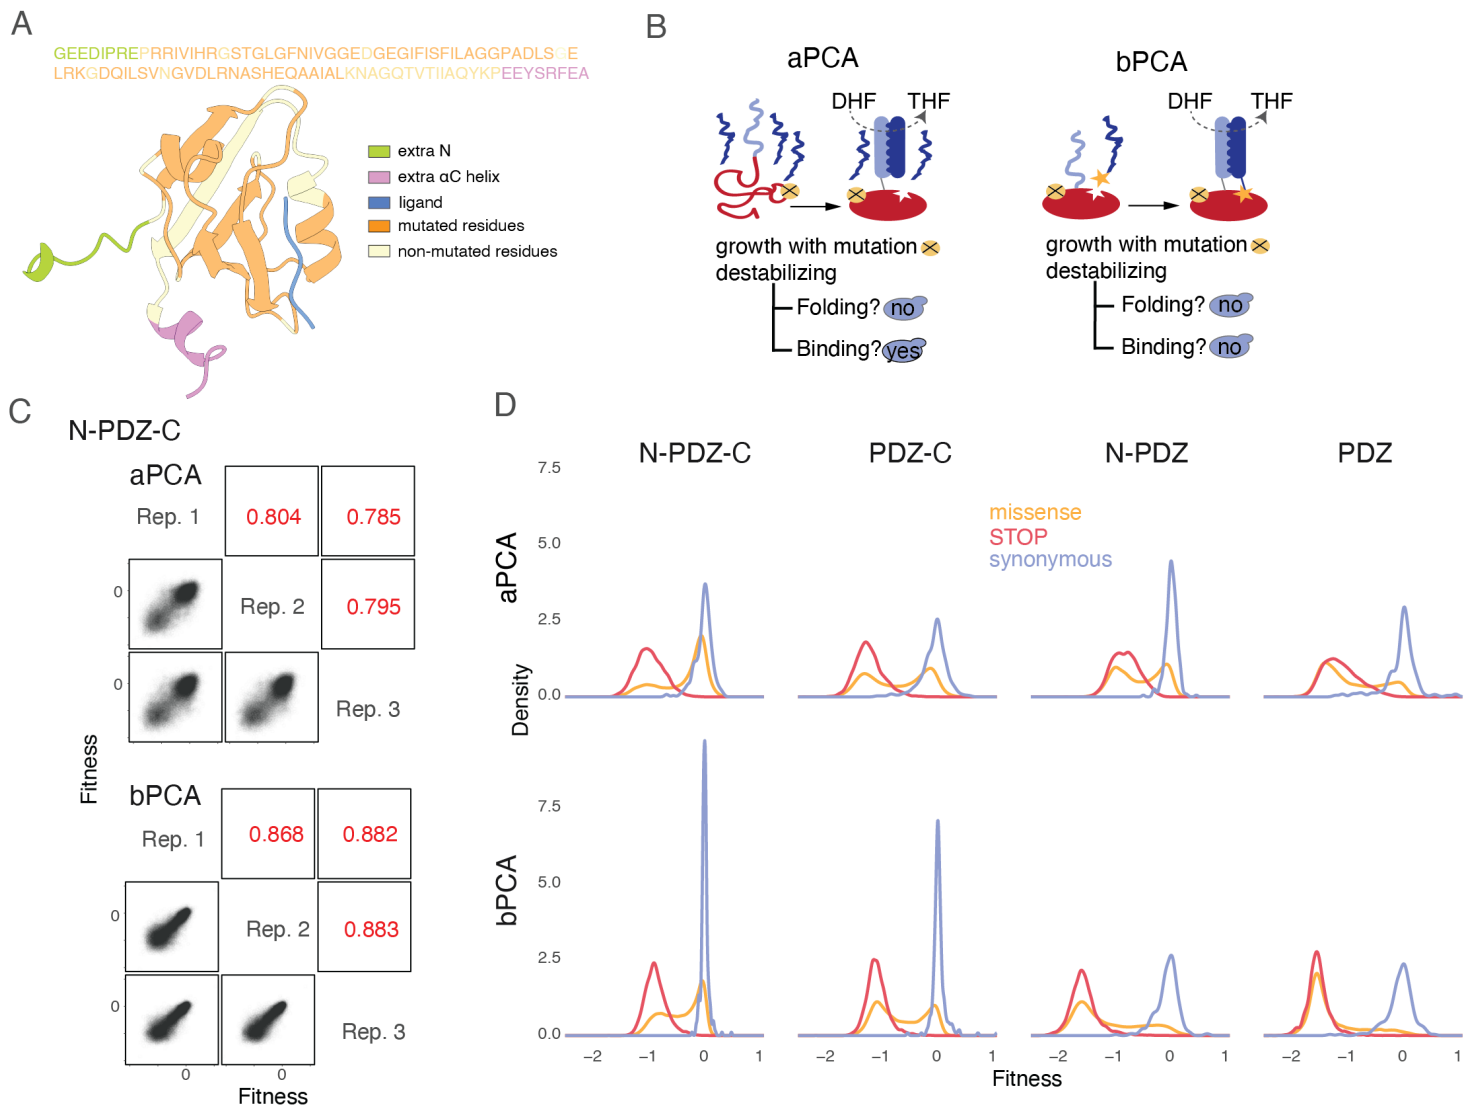 A
GEEDIPREPRRIVIHRGSTGLGFNIVGGEDGEGIFISFILAGGPADLSGE
LRKGDQILSVNGVDLRNASHEQAAIALKNAGQTVTIIAQYKPEEYSRFEA
extra N
extra αC helix
ligand
mutated residues
non-mutated residues
B
aPCA
DHF THF
growth with mutation
destabilizing
Folding? no
Binding? yes
bPCA
DHF THF
growth with mutation
destabilizing
Folding? no
Binding? no
C
N-PDZ-C
aPCA
Rep. 1
0.804
0.785
0
Rep. 2
0.795
0
Rep. 3
Fitness
bPCA
Rep. 1
0.868
0.882
0
Rep. 2
0.883
0
Rep. 3
0
0
Fitness
D
N-PDZ-C
PDZ-C
N-PDZ
PDZ
missense
STOP
synonymous
aPCA
7.5
5.0
2.5
0.0
Density
bPCA
7.5
5.0
2.5
0.0
−2 −1 0 1
−2 −1 0 1
−2 −1 0 1
−2 −1 0 1
Fitness